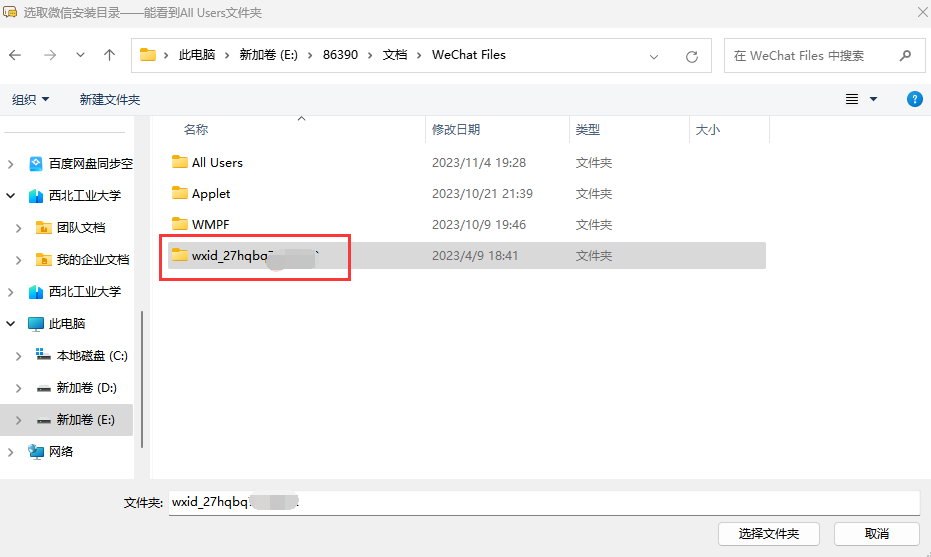 选取微信安装目录——能看到All Users文件夹
此电脑 新加卷 (E:) 86390 文档 WeChat Files
在 WeChat Files 中搜索
组织 新建文件夹
名称 修改日期 类型 大小
百度网盘同步空
西北工业大学
团队文档
我的企业文档
西北工业大学
此电脑
本地磁盘 (C:)
新加卷 (D:)
新加卷 (E:)
网络
All Users 2023/11/4 19:28 文件夹
Applet 2023/10/21 21:39 文件夹
WMPF 2023/10/9 19:46 文件夹
wxid_27hqbq 2023/4/9 18:41 文件夹
文件夹: wxid_27hqbq
选择文件夹 取消